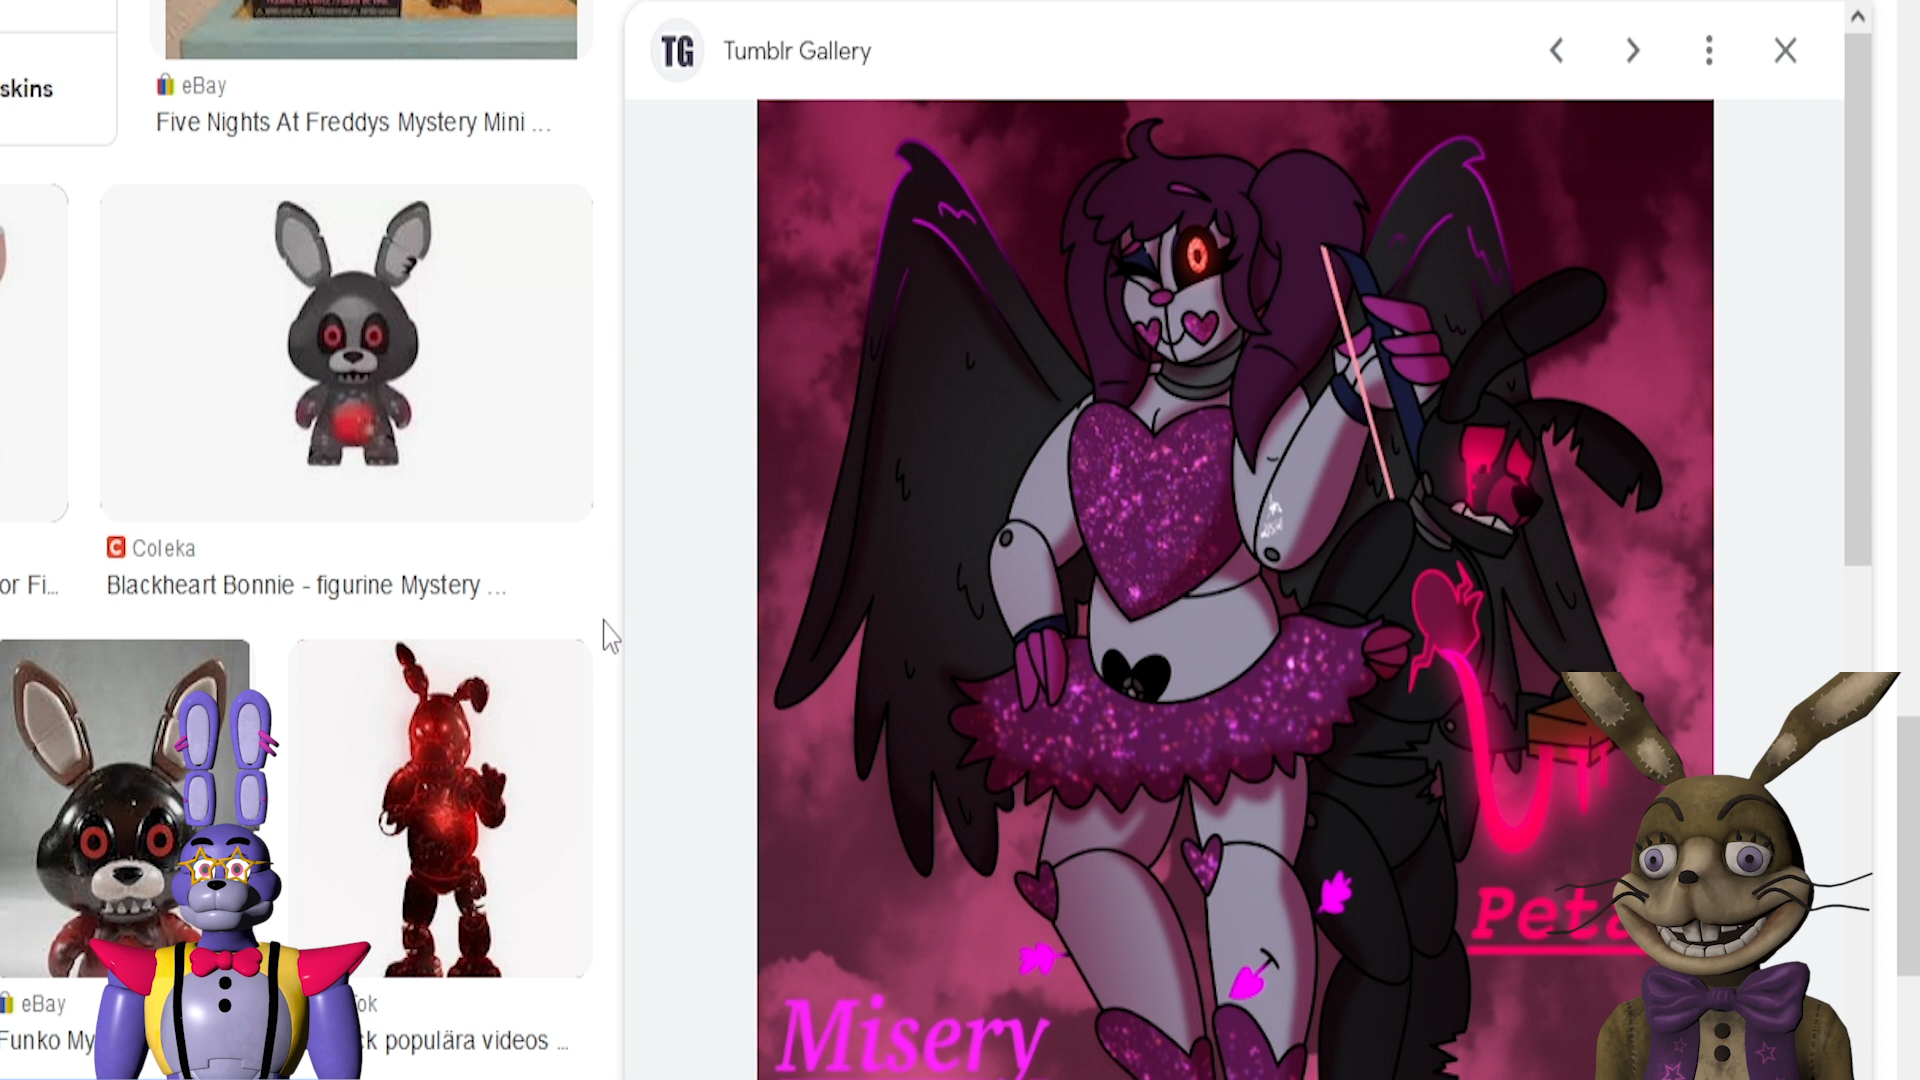 skins
eBay
Five Nights At Freddys Mystery Mini ...
TG
Tumblr Gallery
or Fi...
Coleka
Blackheart Bonnie - figurine Mystery ...
eBay
Funko My
ok
k populära videos ...
Misery
Pet